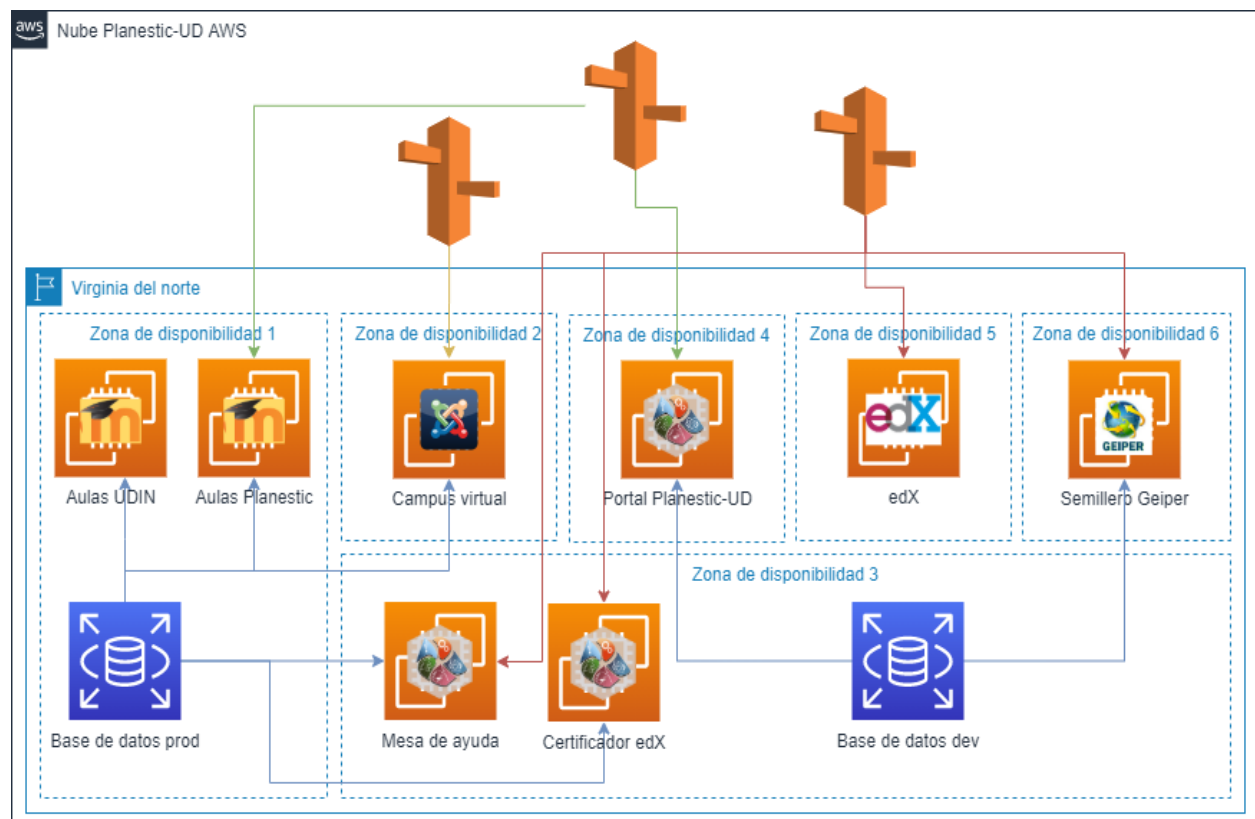 aws
Nube Planestic-UD AWS
Virginia del norte
Zona de disponibilidad 1
Zona de disponibilidad 2
Zona de disponibilidad 4
Zona de disponibilidad 5
Zona de disponibilidad 6
m
m
edX
GEIPER
Aulas UDIN
Aulas Planestic
Campus virtual
Portal Planestic-UD
edX
Semillero Geiper
Zona de disponibilidad 3
Base de datos prod
Mesa de ayuda
Certificador edX
Base de datos dev